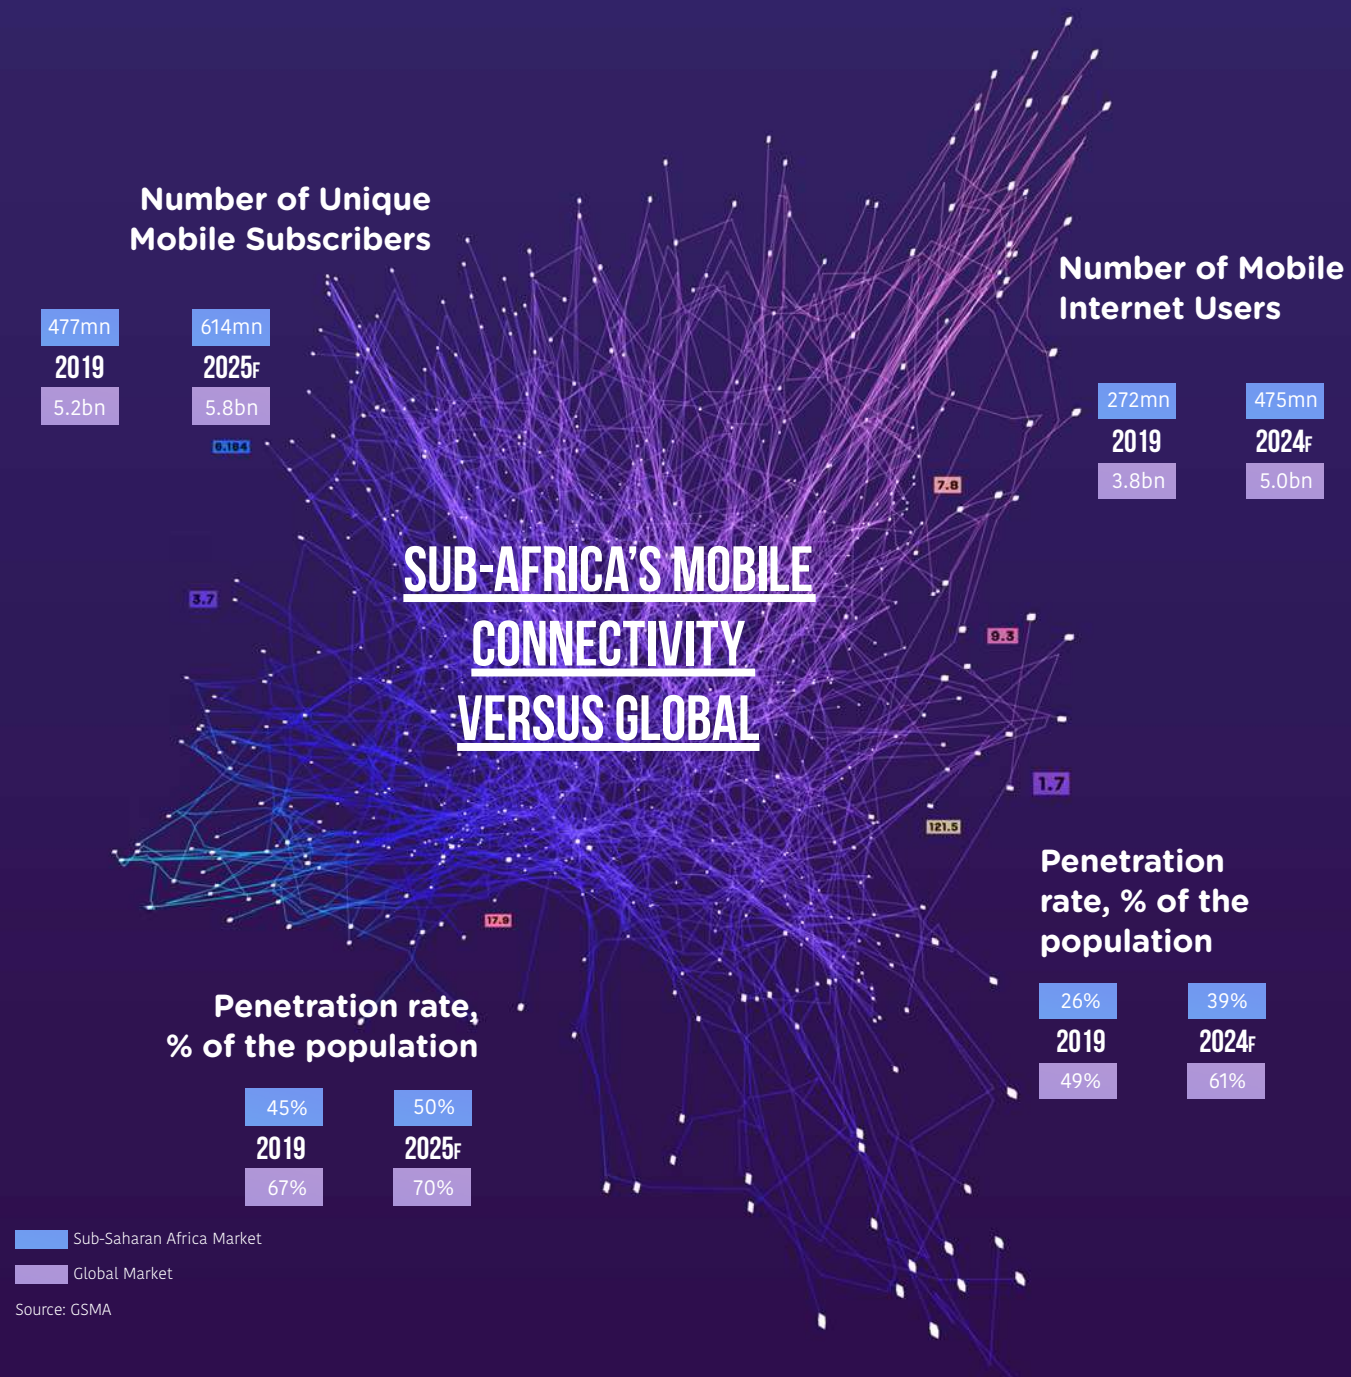 Number of Unique
Mobile Subscribers
477mn 614mn
2019 2025F
5.2bn 5.8bn
Number of Mobile
Internet Users
272mn 475mn
2019 2024F
3.8bn 5.0bn
7.8
3.7
9.3
1.7
121.5
17.9
SUB-AFRICA'S MOBILE
CONNECTIVITY
VERSUS GLOBAL
Penetration
rate, % of the
population
26% 39%
2019 2024F
49% 61%
Penetration rate,
% of the population
45% 50%
2019 2025F
67% 70%
Sub-Saharan Africa Market
Global Market
Source: GSMA